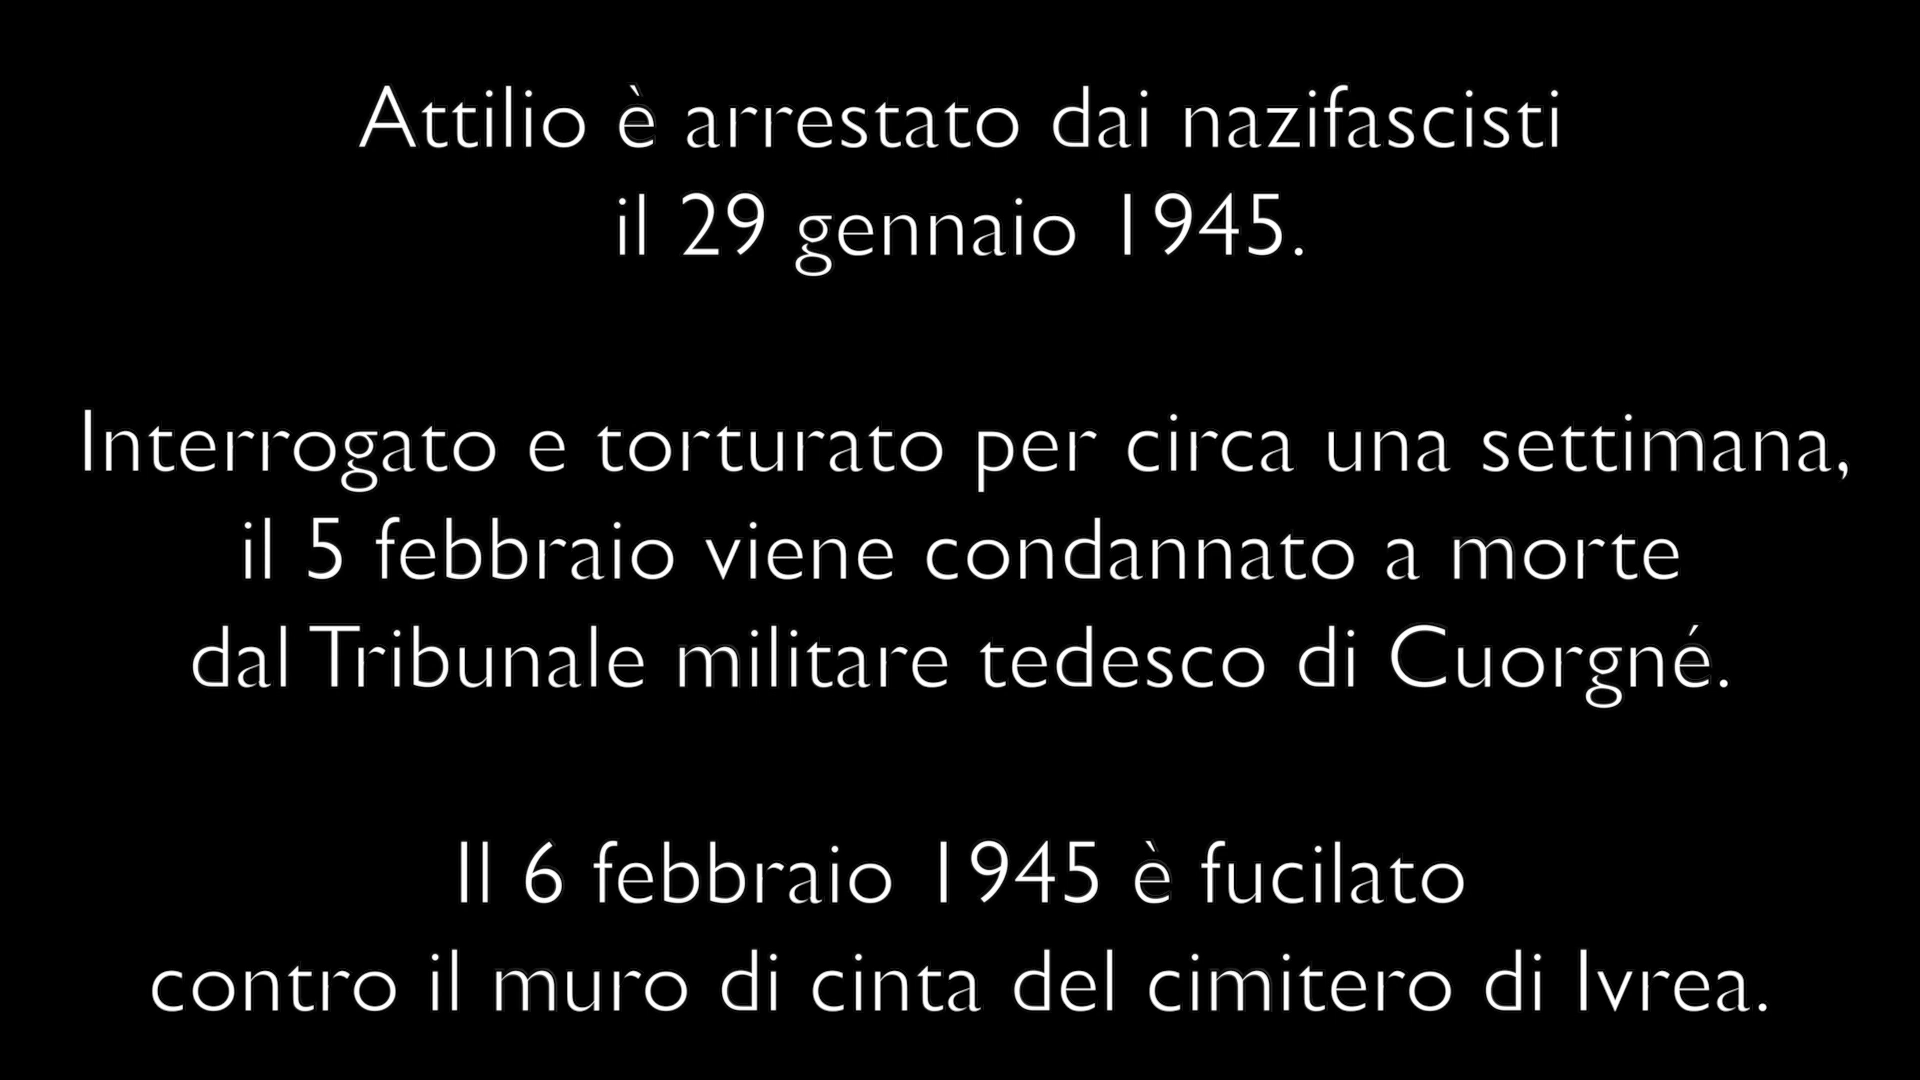 Attilio è arrestato dai nazifascisti
il 29 gennaio 1945.
Interrogato e torturato per circa una settimana,
il 5 febbraio viene condannato a morte
dal Tribunale militare tedesco di Cuorgné.
Il 6 febbraio 1945 è fucilato
contro il muro di cinta del cimitero di Ivrea.